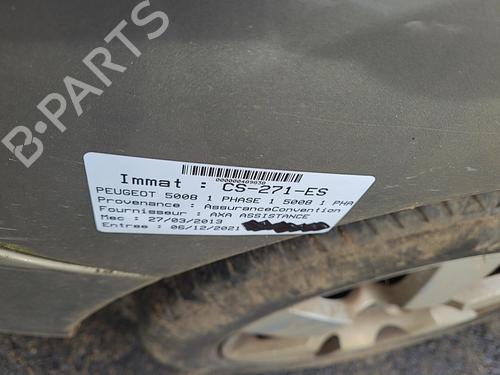 B-PARTS
000000489038
Immat : CS-271-ES
PEUGEOT 5008 1 PHASE 1 5008 1 PHA
Provenance : AssuranceConvention
Fournisseur : AXA ASSISTANCE
Mec : 27/03/2013
Entree : 06/12/2021